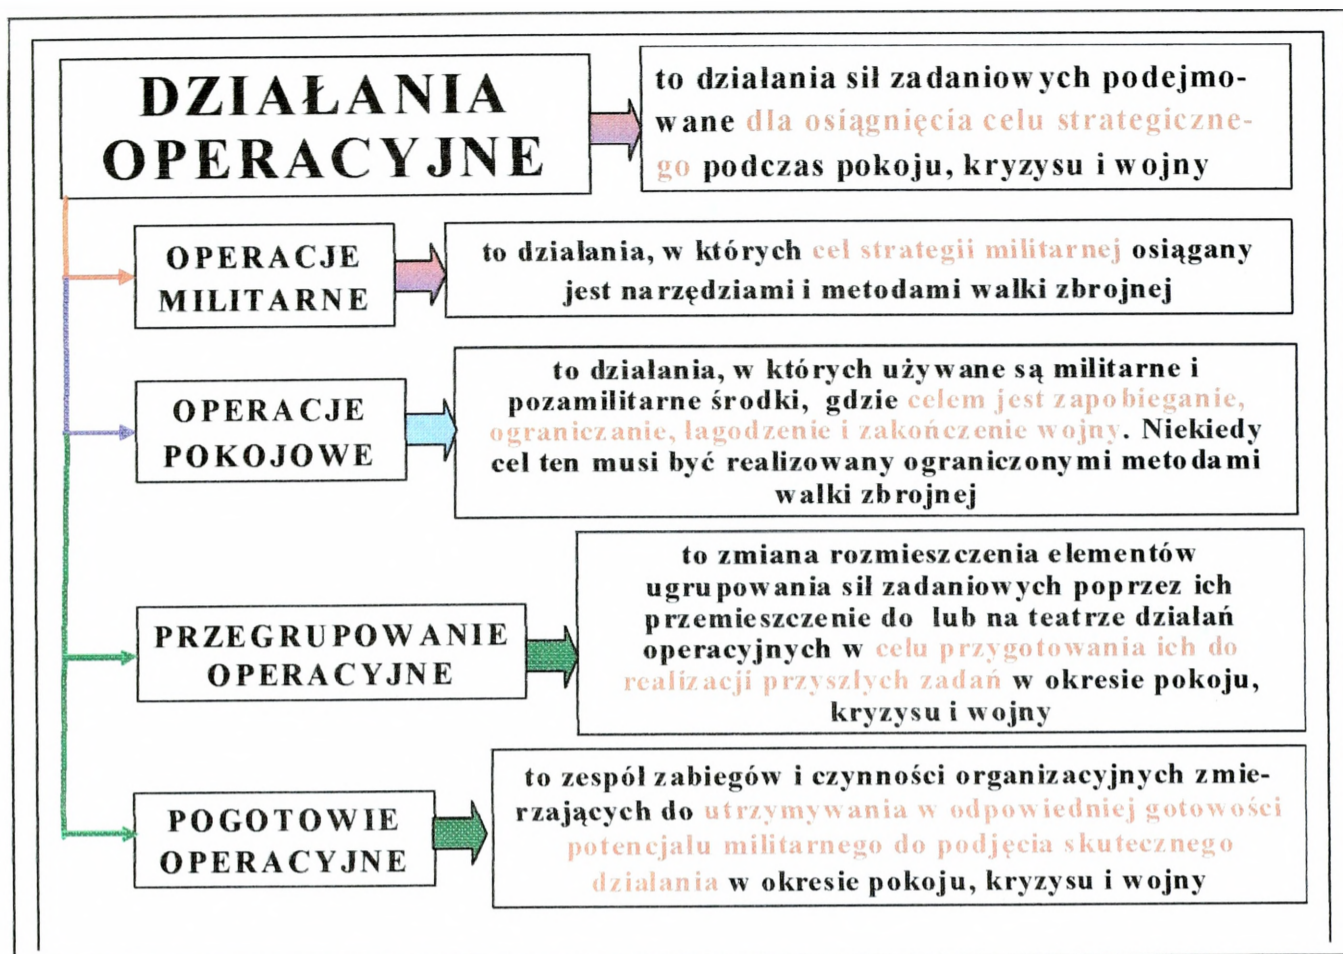 DZIAŁANIA
OPERACYJNE
to działania sił zadaniowych podejmo-
wane dla osiągnięcia celu strategiczne-
go podczas pokoju, kryzysu i wojny
OPERACJE
MILITARNE
to działania, w których cel strategii militarnej osiągany
jest narzędziami i metodami walki zbrojnej
OPERACJE
POKOJOWE
to działania, w których używane są militarne i
pozamilitarne środki, gdzie celem jest zapobieganie,
ograniczanie, łagodzenie i zakończenie wojny. Niekiedy
cel ten musi być realizowany ograniczonymi metodami
walki zbrojnej
PRZEGRUPOWANIE
OPERACYJNE
to zmiana rozmieszczenia elementów
ugrupowania sił zadaniowych poprzez ich
przemieszczenie do lub na teatrze działań
operacyjnych w celu przygotowania ich do
realizacji przyszłych zadań w okresie pokoju,
kryzysu i wojny
POGOTOWIE
OPERACYJNE
to zespół zabiegów i czynności organizacyjnych zmie-
rzających do utrzymywania w odpowiedniej gotowości
potencjału militarnego do podjęcia skutecznego
działania w okresie pokoju, kryzysu i wojny